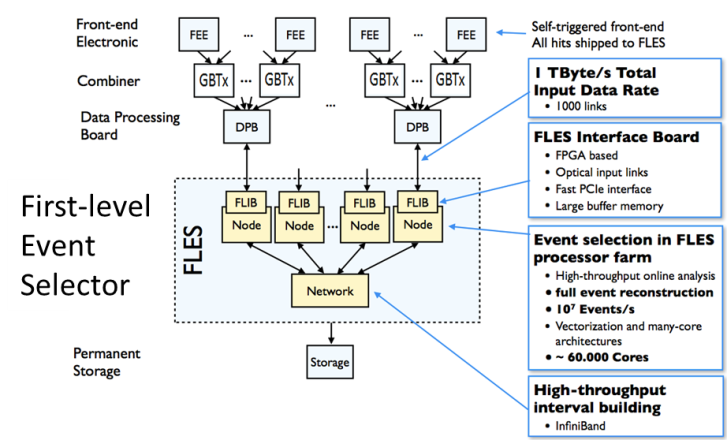 Front-end
Electronic
FEE
...
FEE
...
FEE
...
FEE
Self-triggered front-end
All hits shipped to FLES
Combiner
GBTx
...
GBTx
GBTx
...
GBTx
Data Processing
Board
...
DPB
DPB
1 TByte/s Total
Input Data Rate
• 1000 links
FLES Interface Board
• FPGA based
• Optical input links
• Fast PCIe interface
• Large buffer memory
First-level
Event
Selector
FLES
FLIB
Node
FLIB
Node
...
FLIB
Node
FLIB
Node
Network
Event selection in FLES
processor farm
• High-throughput online analysis
• full event reconstruction
• 10⁷ Events/s
• Vectorization and many-core
architectures
• ~ 60.000 Cores
Permanent
Storage
Storage
High-throughput
interval building
• InfiniBand